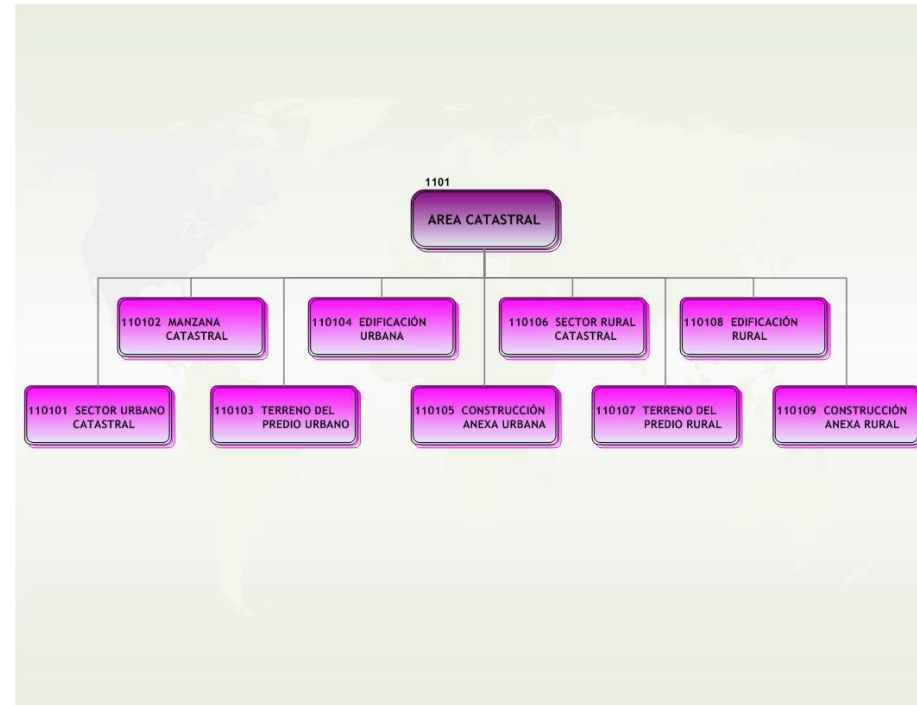 1101
AREA CATASTRAL
110102 MANZANA
CATASTRAL
110104 EDIFICACIÓN
URBANA
110106 SECTOR RURAL
CATASTRAL
110108 EDIFICACIÓN
RURAL
110101 SECTOR URBANO
CATASTRAL
110103 TERRENO DEL
PREDIO URBANO
110105 CONSTRUCCIÓN
ANEXA URBANA
110107 TERRENO DEL
PREDIO RURAL
110109 CONSTRUCCIÓN
ANEXA RURAL